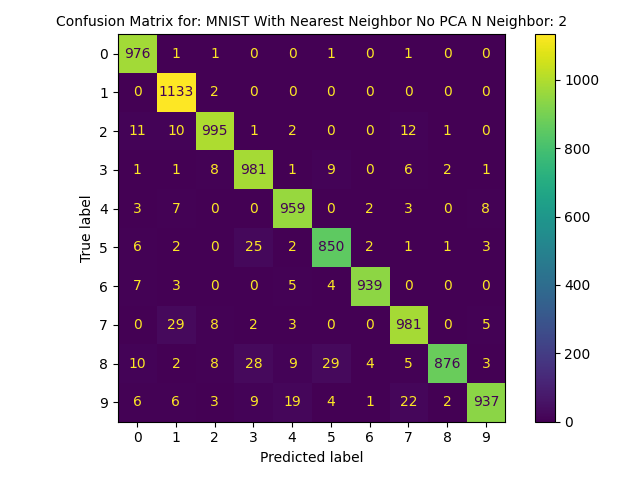 Confusion Matrix for: MNIST With Nearest Neighbor No PCA N Neighbor: 2
0 976 1 1 0 0 1 0 1 0 0
1 0 1133 2 0 0 0 0 0 0 0
2 11 10 995 1 2 0 0 12 1 0
3 1 1 8 981 1 9 0 6 2 1
4 3 7 0 0 959 0 2 3 0 8
5 6 2 0 25 2 850 2 1 1 3
6 7 3 0 0 5 4 939 0 0 0
7 0 29 8 2 3 0 0 981 0 5
8 10 2 8 28 9 29 4 5 876 3
9 6 6 3 9 19 4 1 22 2 937
0 1 2 3 4 5 6 7 8 9
Predicted label
True label
1000
800
600
400
200
0